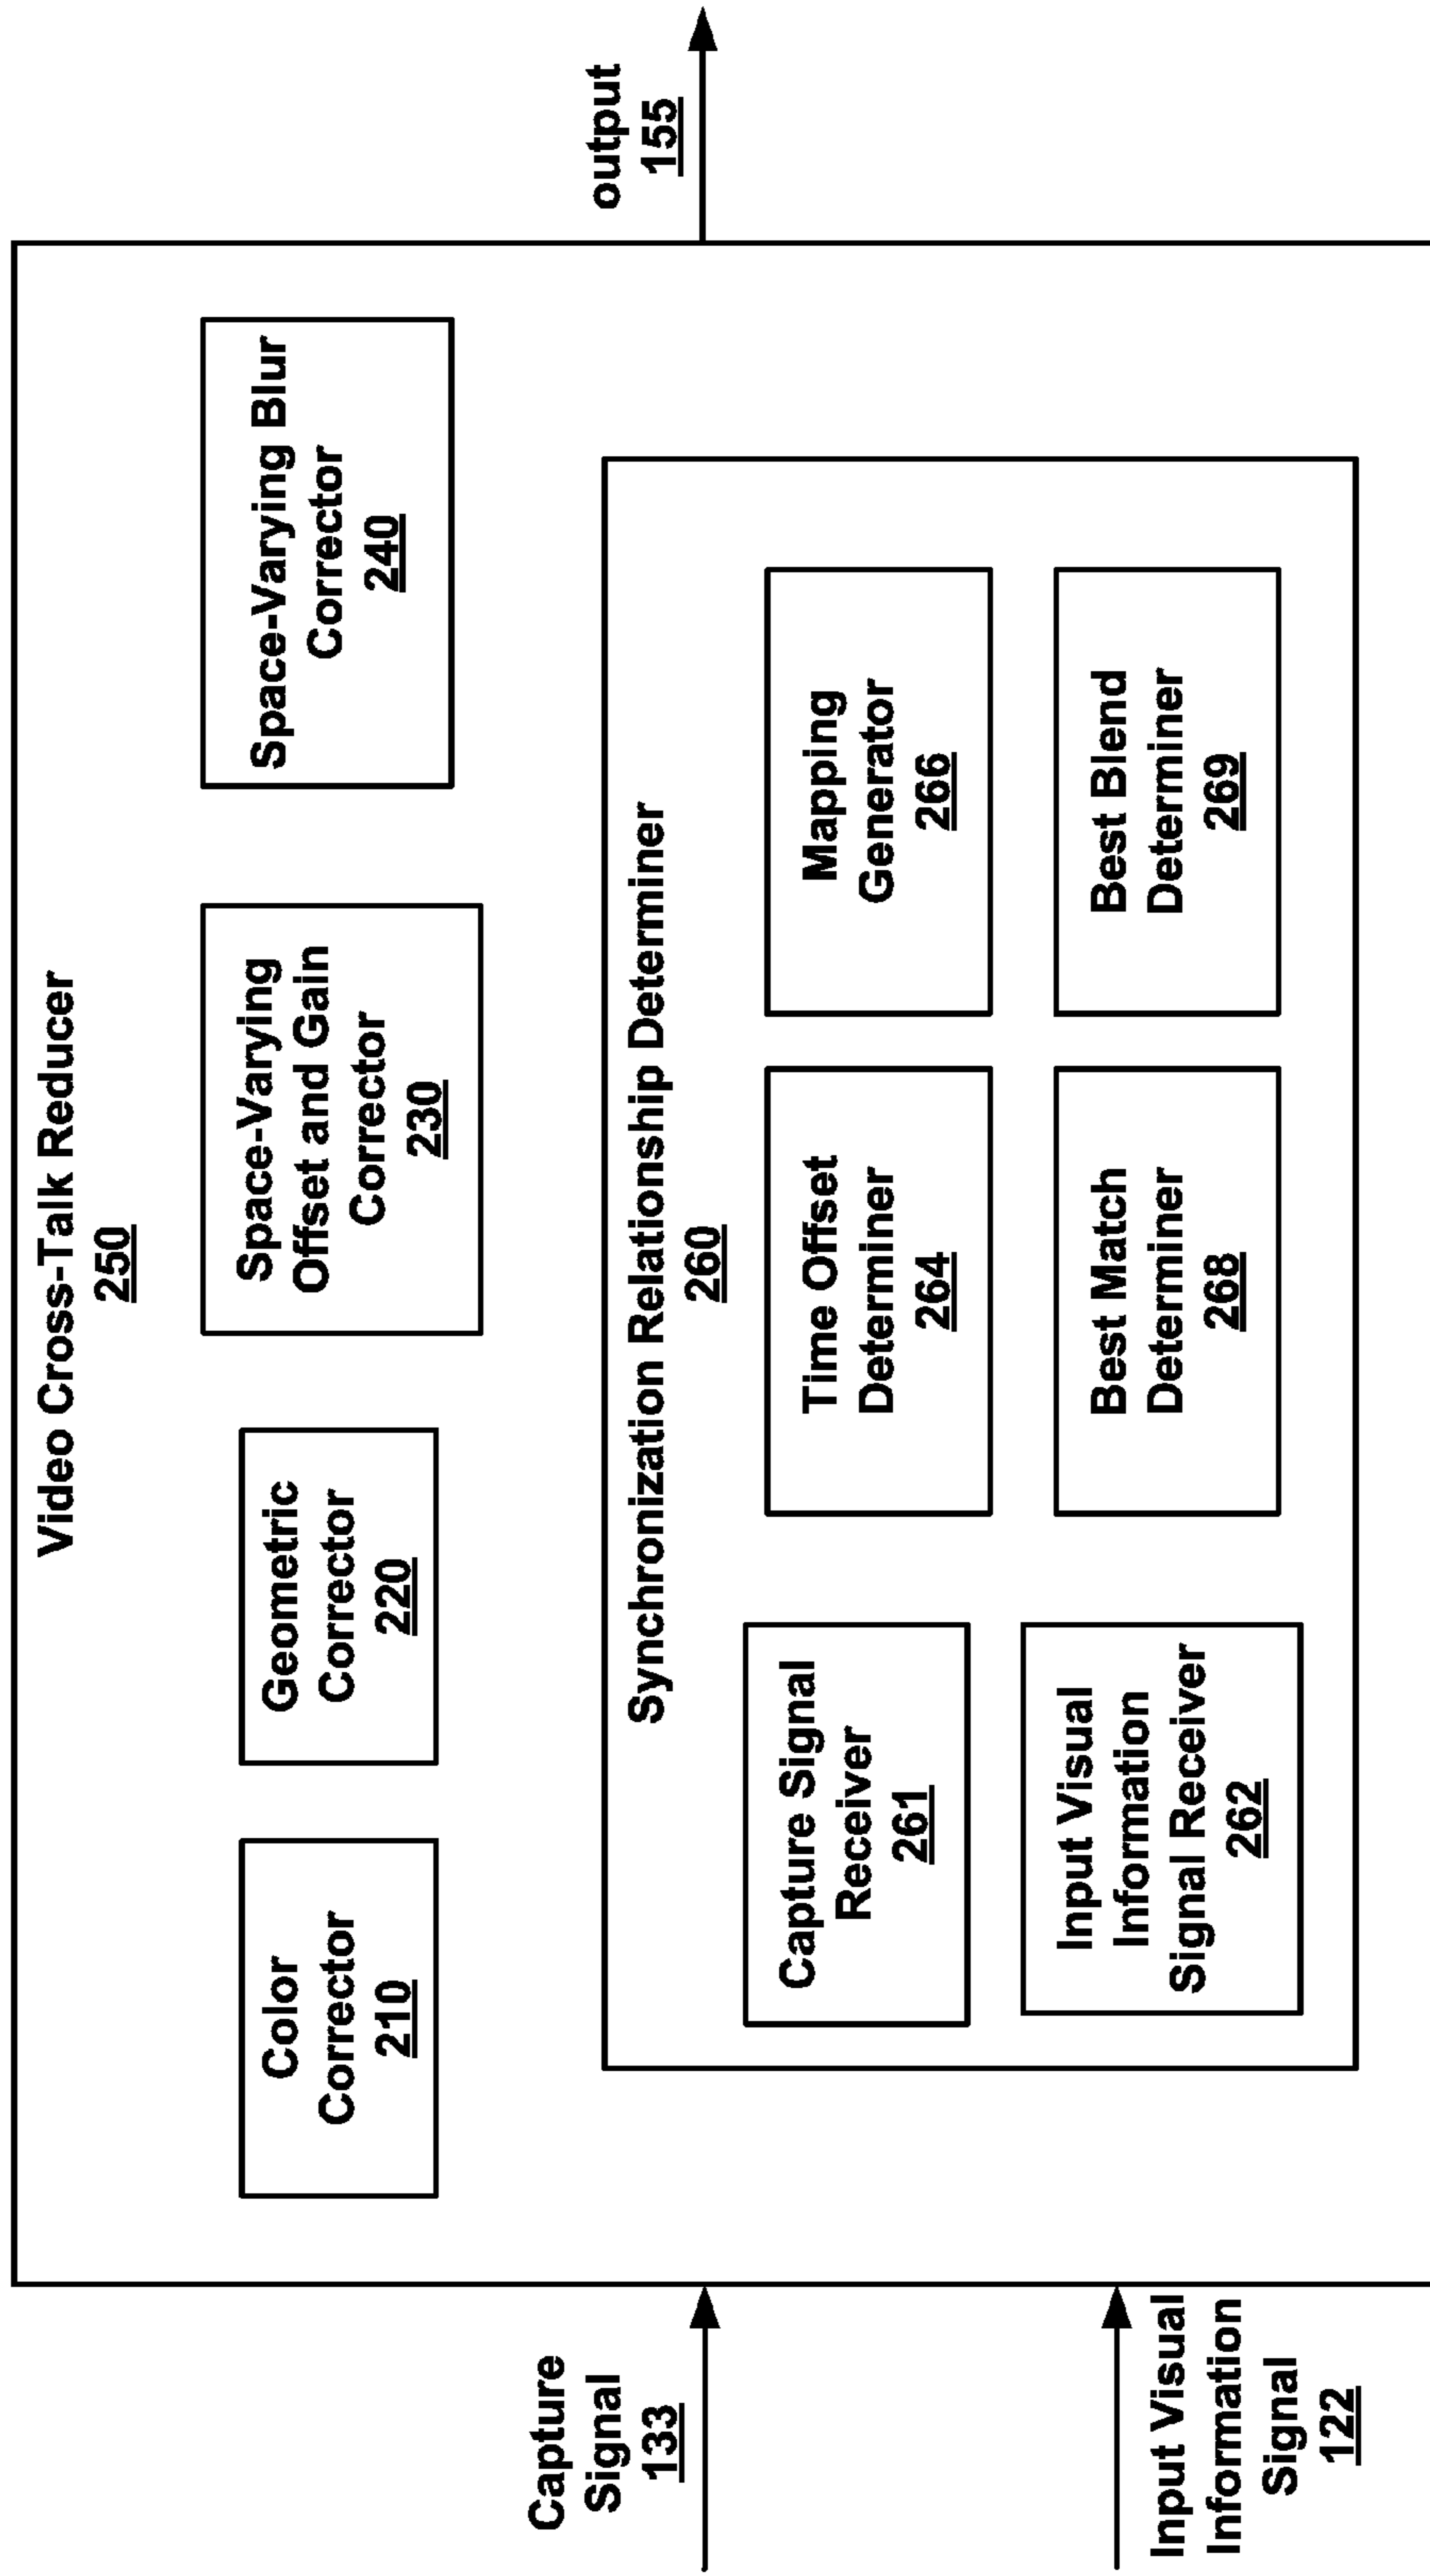 Video Cross-Talk Reducer
250
Color
Corrector
210
Geometric
Corrector
220
Space-Varying
Offset and Gain
Corrector
230
Space-Varying Blur
Corrector
240
Capture
Signal
133
Input Visual
Information
Signal
122
Synchronization Relationship Determiner
260
Capture Signal
Receiver
261
Time Offset
Determiner
264
Mapping
Generator
266
Input Visual
Information
Signal Receiver
262
Best Match
Determiner
268
Best Blend
Determiner
269
output
155